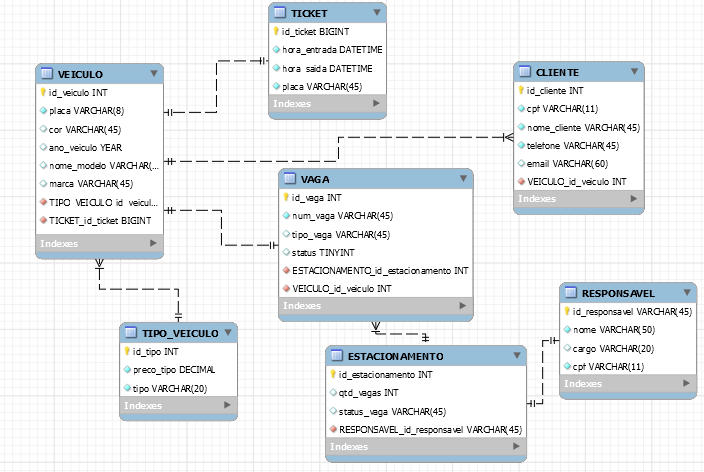 TICKET
id_ticket BIGINT
hora_entrada DATETIME
hora_saida DATETIME
placa VARCHAR(45)
Indexes
VEICULO
id_veiculo INT
placa VARCHAR(8)
cor VARCHAR(45)
ano_veiculo YEAR
nome_modelo VARCHAR(...
marca VARCHAR(45)
TIPO_VEICULO_id_veicul...
TICKET_id_ticket BIGINT
Indexes
CLIENTE
id_cliente INT
cpf VARCHAR(11)
nome_cliente VARCHAR(45)
telefone VARCHAR(45)
email VARCHAR(60)
VEICULO_id_veiculo INT
Indexes
VAGA
id_vaga INT
num_vaga VARCHAR(45)
tipo_vaga VARCHAR(45)
status TINYINT
ESTACIONAMENTO_id_estacionamento INT
VEICULO_id_veiculo INT
Indexes
RESPONSAVEL
id_responsavel VARCHAR(45)
nome VARCHAR(50)
cargo VARCHAR(20)
cpf VARCHAR(11)
Indexes
TIPO_VEICULO
id_tipo INT
preco_tipo DECIMAL
tipo VARCHAR(20)
Indexes
ESTACIONAMENTO
id_estacionamento INT
qtd_vagas INT
status_vaga VARCHAR(45)
RESPONSAVEL_id_responsavel VARCHAR(45)
Indexes